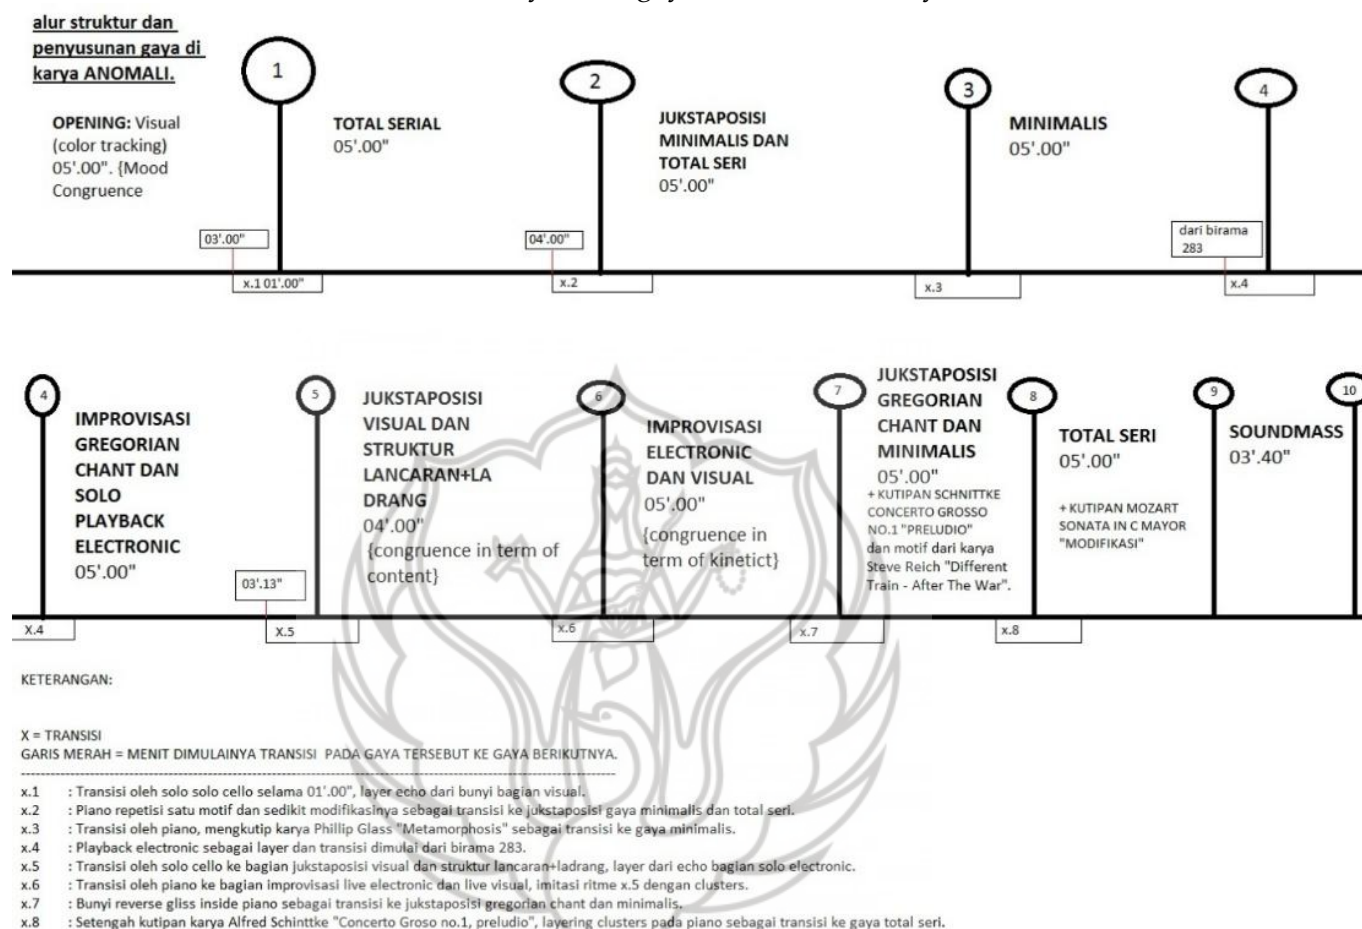 alur struktur dan
penyusunan gaya di
karya ANOMALI.
OPENING: Visual
(color tracking)
05'.00". {Mood
Congruence
1
TOTAL SERIAL
05'.00"
2
JUKSTAPOSISI
MINIMALIS DAN
TOTAL SERI
05'.00"
3
MINIMALIS
05'.00"
4
03'.00"
04'.00"
dari birama
283
x.1 01'.00"
x.2
x.3
x.4
4
IMPROVISASI
GREGORIAN
CHANT DAN
SOLO
PLAYBACK
ELECTRONIC
05'.00"
5
JUKSTAPOSISI
VISUAL DAN
STRUKTUR
LANCARAN+LA
DRANG
04'.00"
{congruence in term of
content}
6
IMPROVISASI
ELECTRONIC
DAN VISUAL
05'.00"
{congruence in
term of kinetict}
7
JUKSTAPOSISI
GREGORIAN
CHANT DAN
MINIMALIS
05'.00"
+ KUTIPAN SCHNITTKE
CONCERTO GROSSO
NO.1 "PRELUDIO"
dan motif dari karya
Steve Reich "Different
Train - After The War".
8
TOTAL SERI
05'.00"
+ KUTIPAN MOZART
SONATA IN C MAYOR
"MODIFIKASI"
9
SOUNDMASS
03'.40"
10
03'.13"
X.4
X.5
x.6
x.7
x.8
KETERANGAN:
X = TRANSISI
GARIS MERAH = MENIT DIMULAINYA TRANSISI PADA GAYA TERSEBUT KE GAYA BERIKUTNYA.
x.1 : Transisi oleh solo solo cello selama 01'.00", layer echo dari bunyi bagian visual.
x.2 : Piano repetisi satu motif dan sedikit modifikasinya sebagai transisi ke jukstaposisi gaya minimalis dan total seri.
x.3 : Transisi oleh piano, mengkutip karya Phillip Glass "Metamorphosis" sebagai transisi ke gaya minimalis.
x.4 : Playback electronic sebagai layer dan transisi dimulai dari birama 283.
x.5 : Transisi oleh solo cello ke bagian jukstaposisi visual dan struktur lancaran+ladrang, layer dari echo bagian solo electronic.
x.6 : Transisi oleh piano ke bagian improvisasi live electronic dan live visual, imitasi ritme x.5 dengan clusters.
x.7 : Bunyi reverse gliss inside piano sebagai transisi ke jukstaposisi gregorian chant dan minimalis.
x.8 : Setengah kutipan karya Alfred Schinttke "Concerto Groso no.1, preludio", layering clusters pada piano sebagai transisi ke gaya total seri.